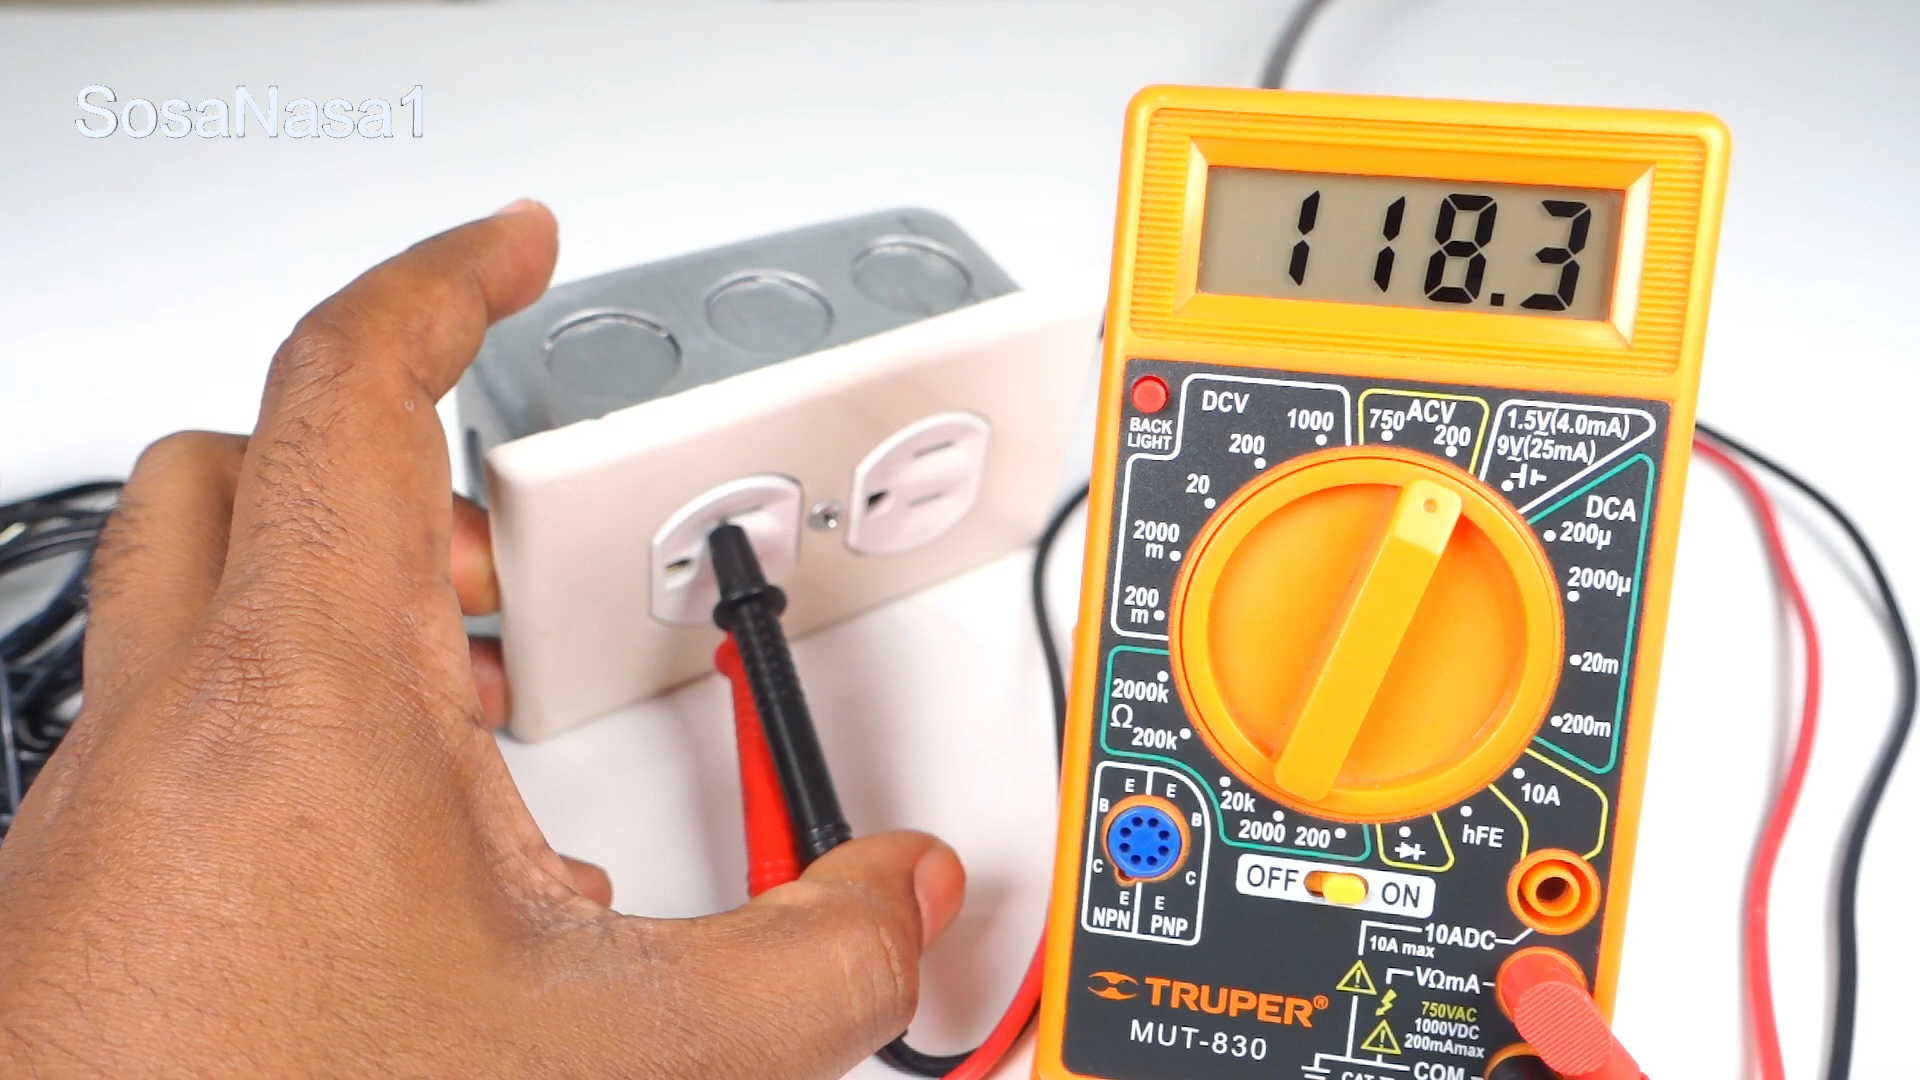 SosaNasa1
118.3
BACK
LIGHT
DCV
1000
200
20
2000
m
200
m
750 ACV
200
1.5V(4.0mA)
9V(25mA)
DCA
200μ
2000μ
20m
200m
10A
hFE
2000k
Ω
200k
20k
2000 200
OFF ON
E E
B B
C C
E E
NPN PNP
10ADC
10A max
VΩmA
750VAC
1000VDC
200mAmax
COM
CAT
TRUPER®
MUT-830